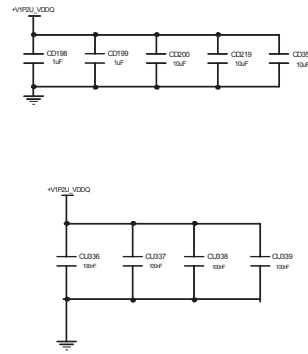 +V1P2U_VDDQ
CD198 CD199 CD200 CD219 CD35
1uF 1uF 10uF 10uF 10uF
+V1P2U_VDDQ
CU336 CU337 CU338 CU339
100nF 100nF 100nF 100nF